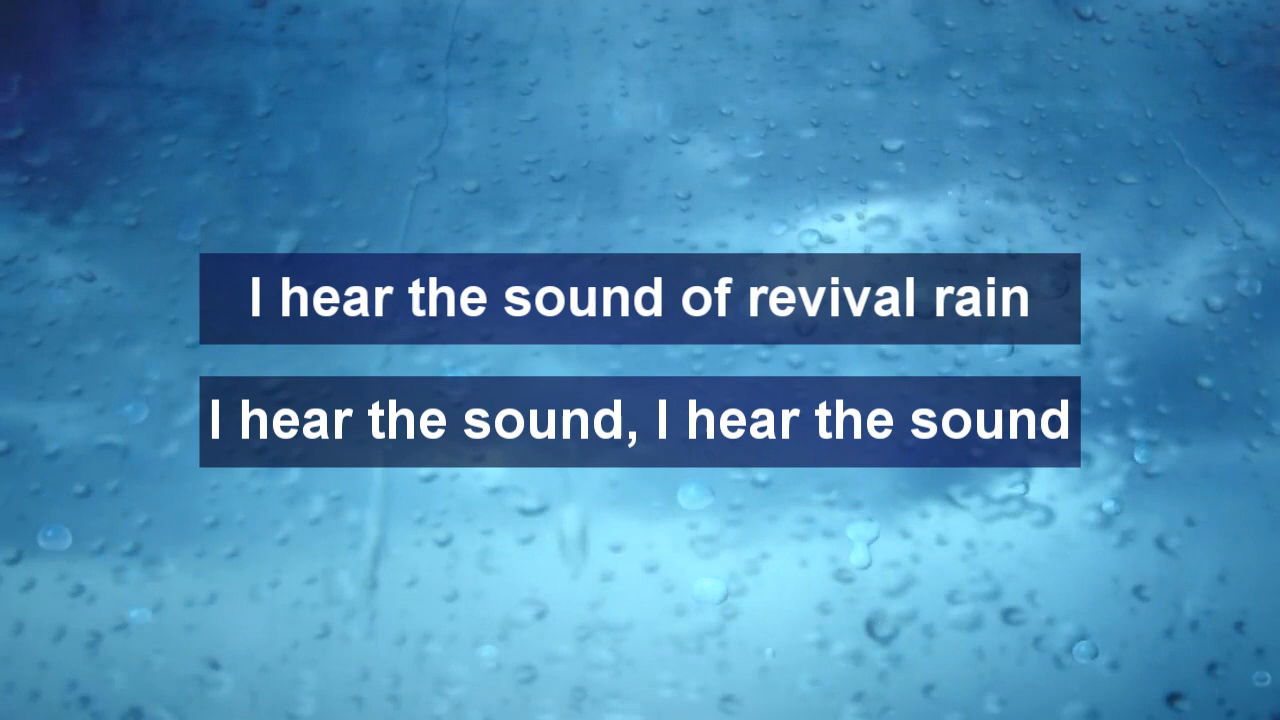 I hear the sound of revival rain
I hear the sound, I hear the sound